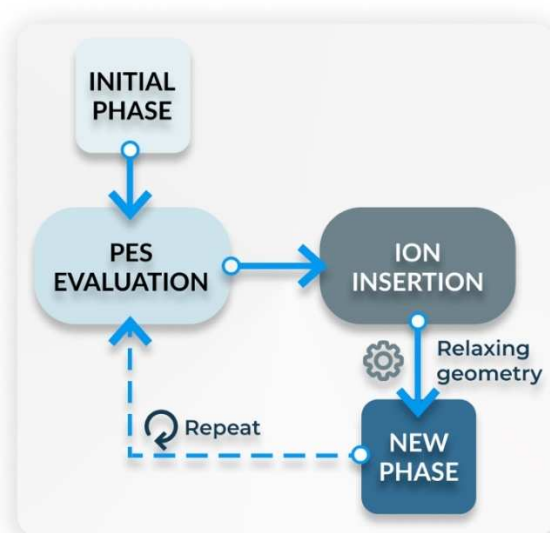 INITIAL
PHASE
PES
EVALUATION
ION
INSERTION
Relaxing
geometry
Repeat
NEW
PHASE